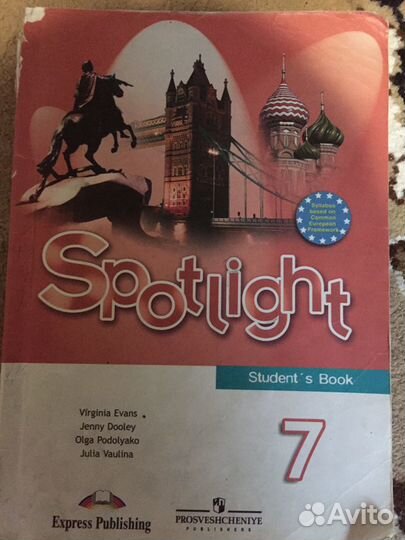 Syllabus
based on
Common
European
Framework
Spotlight
Student's Book
Virginia Evans
Jenny Dooley
Olga Podolyako
Julia Vaulina
7
Express Publishing
PROSVESHCHENIYE
PUBLISHERS
Avito